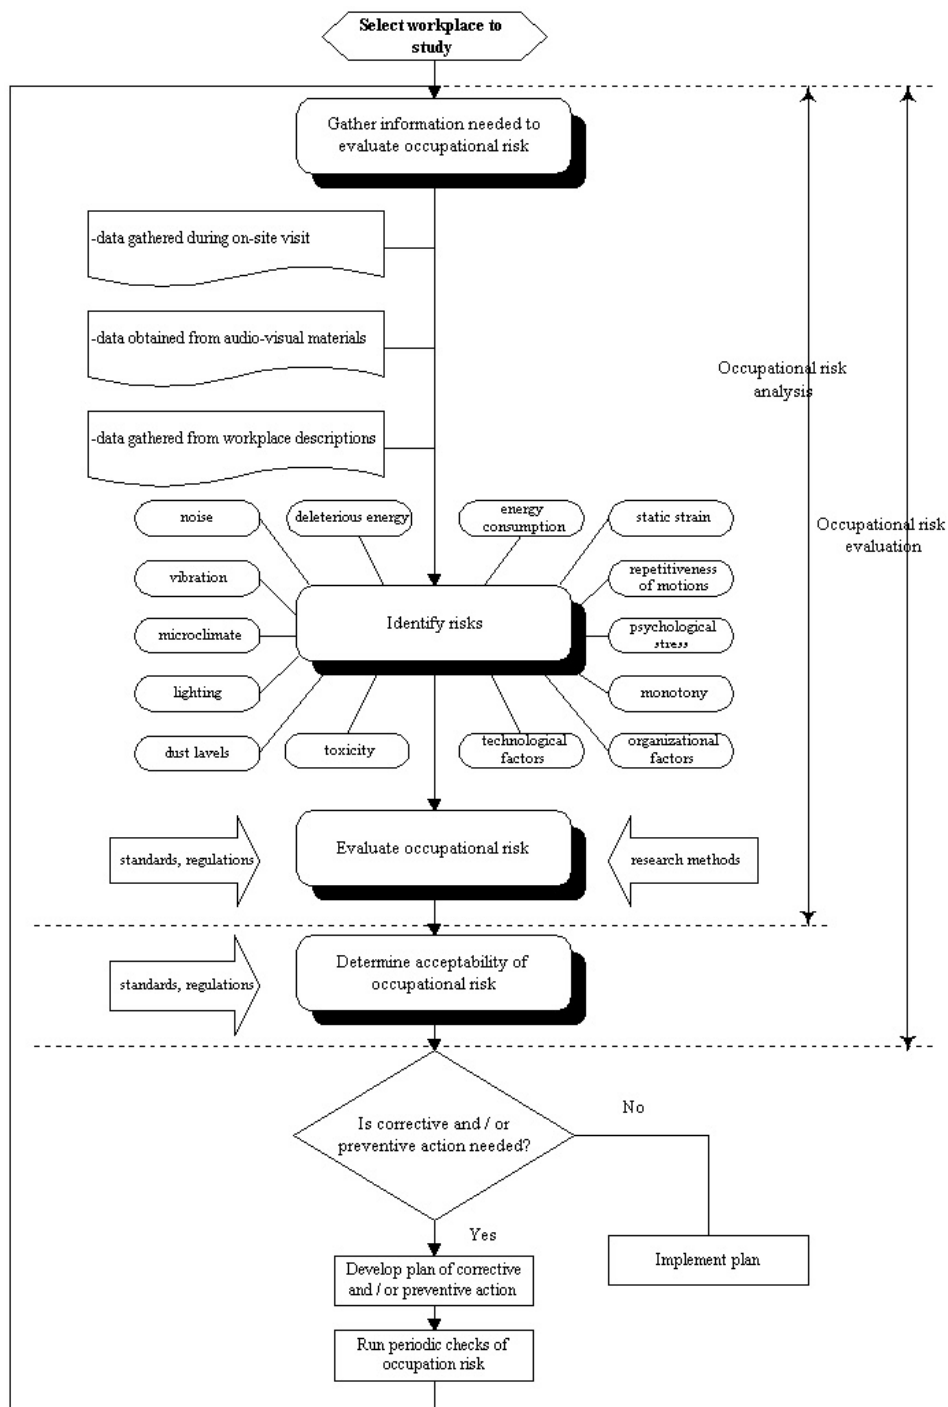 Select workplace to
study
Gather information needed to
evaluate occupational risk
-data gathered during on-site visit
-data obtained from audio-visual materials
-data gathered from workplace descriptions
Occupational risk
analysis
Occupational risk
evaluation
noise
deleterious energy
energy
consumption
static strain
vibration
repetitiveness
of motions
Identify risks
microclimate
psychological
stress
lighting
monotony
dust lavels
toxicity
technological
factors
organizational
factors
standards, regulations
Evaluate occupational risk
research methods
standards, regulations
Determine acceptability of
occupational risk
Is corrective and / or
preventive action needed?
No
Yes
Implement plan
Develop plan of corrective
and / or preventive action
Run periodic checks of
occupation risk